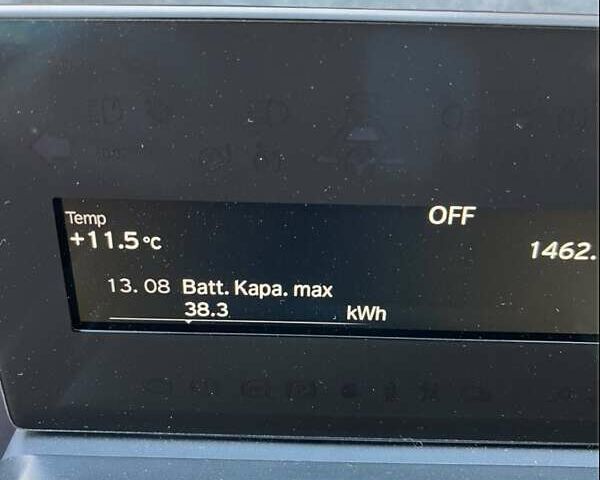 Temp
OFF
+11.5 °C
1462.
13. 08 Batt. Kapa. max
38.3 kWh